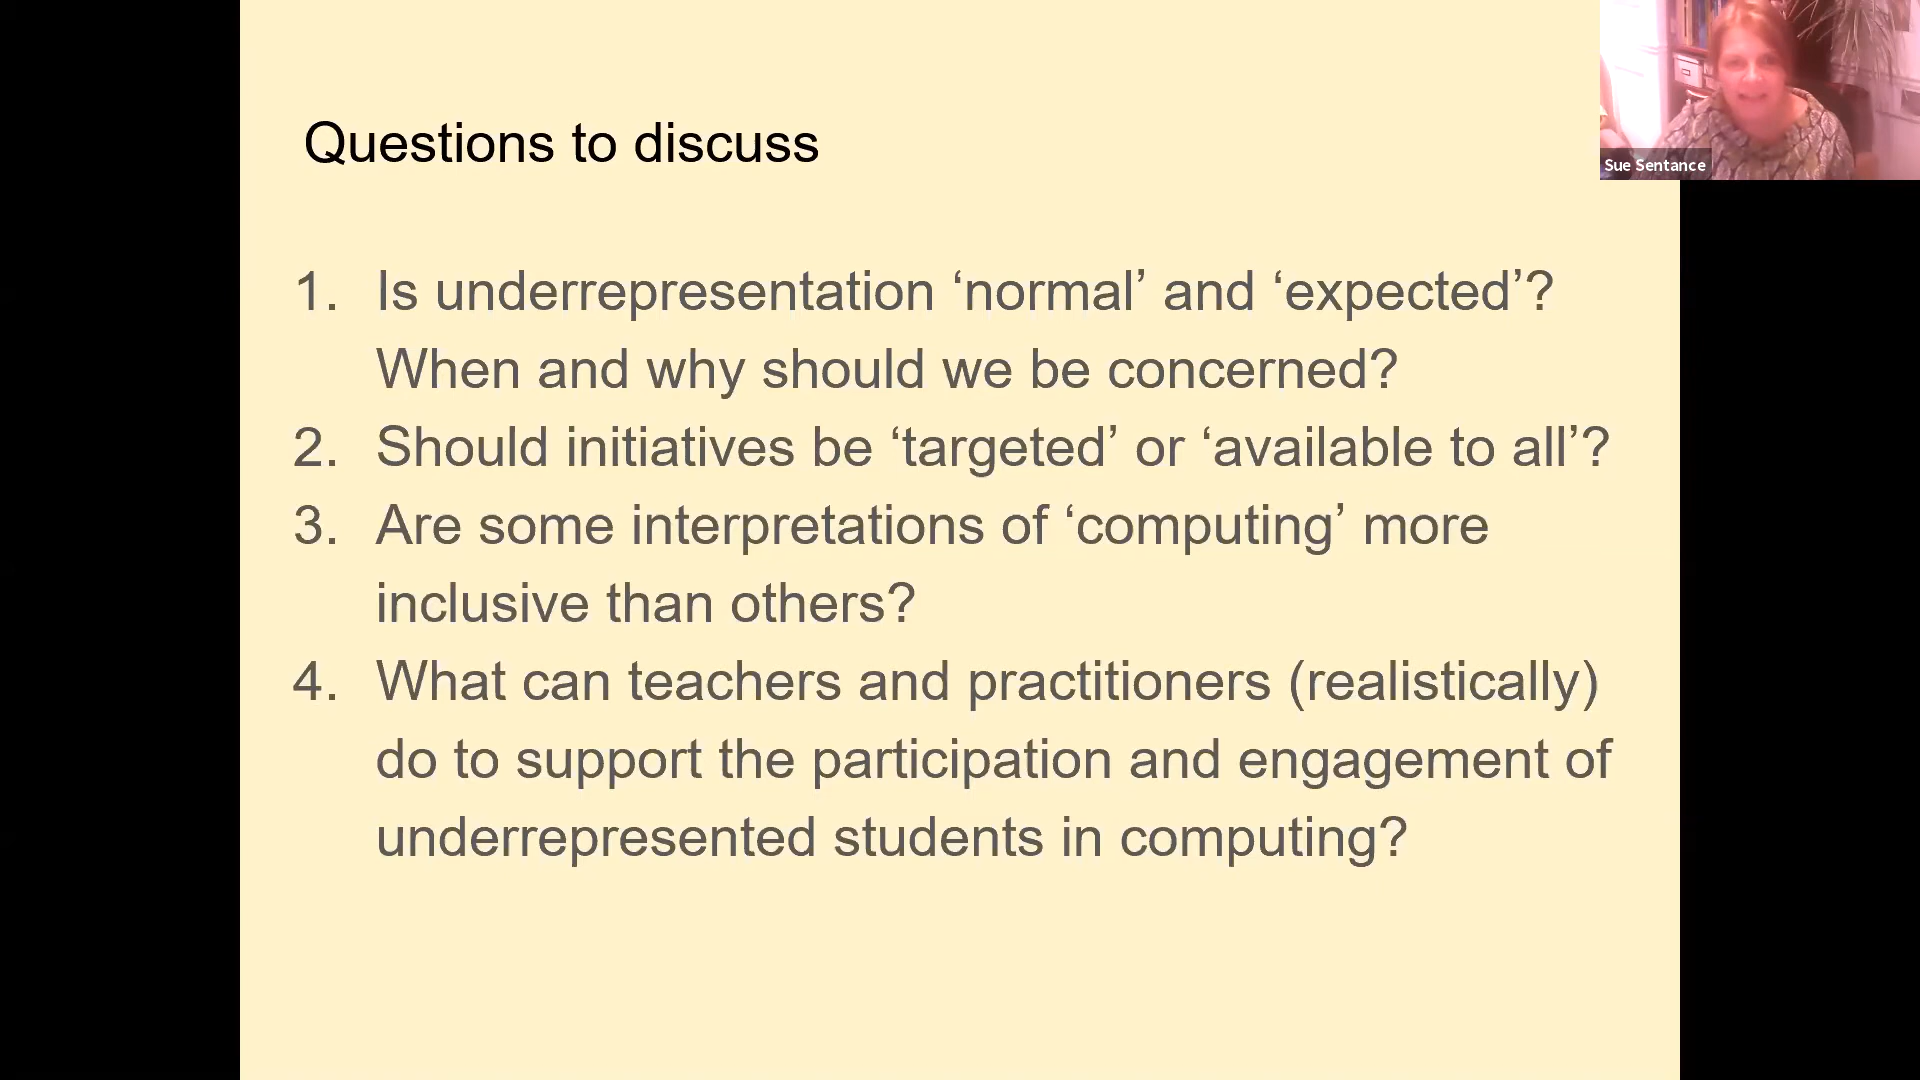 Questions to discuss
Sue Sentance
1. Is underrepresentation ‘normal’ and ‘expected’?
When and why should we be concerned?
2. Should initiatives be ‘targeted’ or ‘available to all’?
3. Are some interpretations of ‘computing’ more
inclusive than others?
4. What can teachers and practitioners (realistically)
do to support the participation and engagement of
underrepresented students in computing?